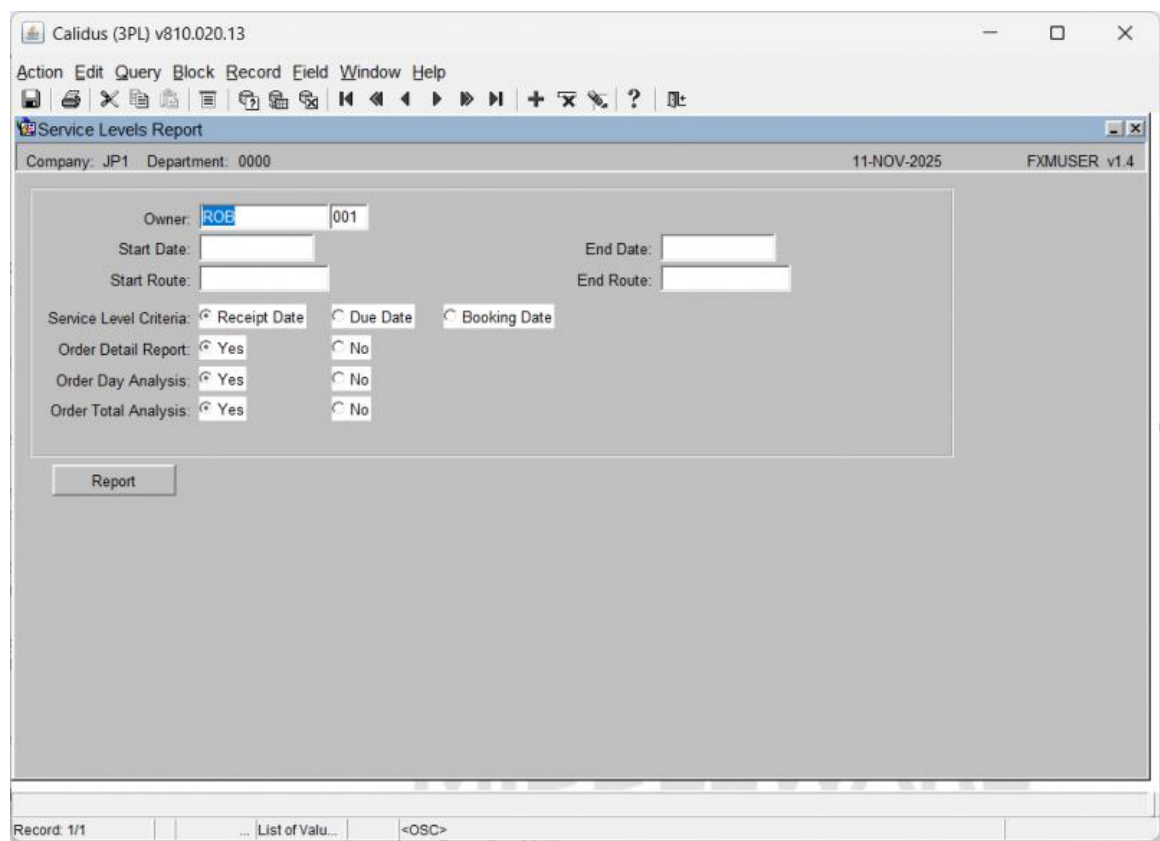 Calidus (3PL) v810.020.13
Action Edit Query Block Record Field Window Help
Service Levels Report
Company: JP1 Department: 0000 11-NOV-2025 FXMUSER v1.4
Owner: ROB 001
Start Date: End Date:
Start Route: End Route:
Service Level Criteria: Receipt Date Due Date Booking Date
Order Detail Report: Yes No
Order Day Analysis: Yes No
Order Total Analysis: Yes No
Report
Record: 1/1 ... List of Valu... <OSC>